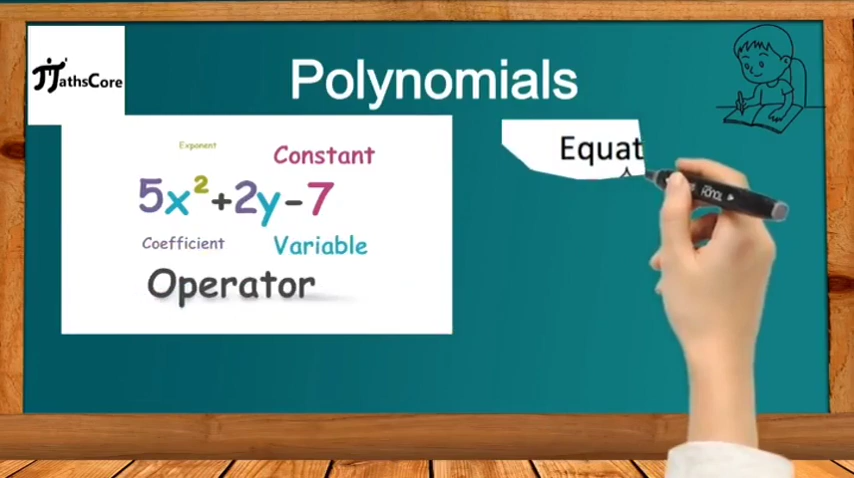 MathsCore
Polynomials
Exponent
Constant
5x²+2y-7
Coefficient
Variable
Operator
Equat